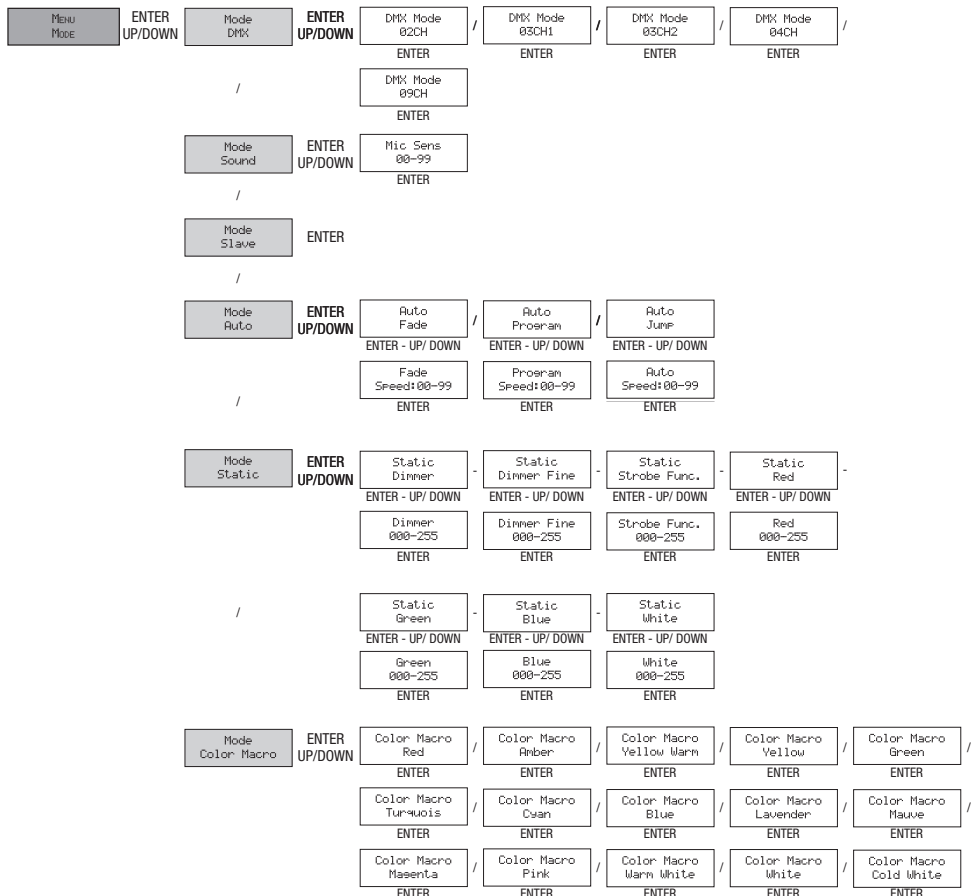 MENU ENTER Mode ENTER DMX Mode / DMX Mode / DMX Mode / DMX Mode /
MODE UP/DOWN DMX UP/DOWN 02CH 03CH1 03CH2 04CH
ENTER ENTER ENTER ENTER
/ DMX Mode
09CH
ENTER
Mode ENTER Mic Sens
Sound UP/DOWN 00-99
ENTER
/
Mode
Slave ENTER
/
Mode ENTER Auto / Auto / Auto
Auto UP/DOWN Fade Program Jump
ENTER - UP/ DOWN ENTER - UP/ DOWN ENTER - UP/ DOWN
Fade Program Auto
/ Speed:00-99 Speed:00-99 Speed:00-99
ENTER ENTER ENTER
Mode ENTER Static - Static - Static - Static -
Static UP/DOWN Dimmer Dimmer Fine Strobe Func. Red
ENTER - UP/ DOWN ENTER - UP/ DOWN ENTER - UP/ DOWN ENTER - UP/ DOWN
Dimmer Dimmer Fine Strobe Func. Red
000-255 000-255 000-255 000-255
ENTER ENTER ENTER ENTER
/ Static - Static - Static
Green Blue White
ENTER - UP/ DOWN ENTER - UP/ DOWN ENTER - UP/ DOWN
Green Blue White
000-255 000-255 000-255
ENTER ENTER ENTER
Mode ENTER Color Macro / Color Macro / Color Macro / Color Macro / Color Macro /
Color Macro UP/DOWN Red Amber Yellow Warm Yellow Green
ENTER ENTER ENTER ENTER ENTER
Color Macro / Color Macro / Color Macro / Color Macro / Color Macro /
Turquois Cyan Blue Lavender Mauve
ENTER ENTER ENTER ENTER ENTER
Color Macro / Color Macro / Color Macro / Color Macro / Color Macro
Magenta Pink Warm White White Cold White
ENTER ENTER ENTER ENTER ENTER